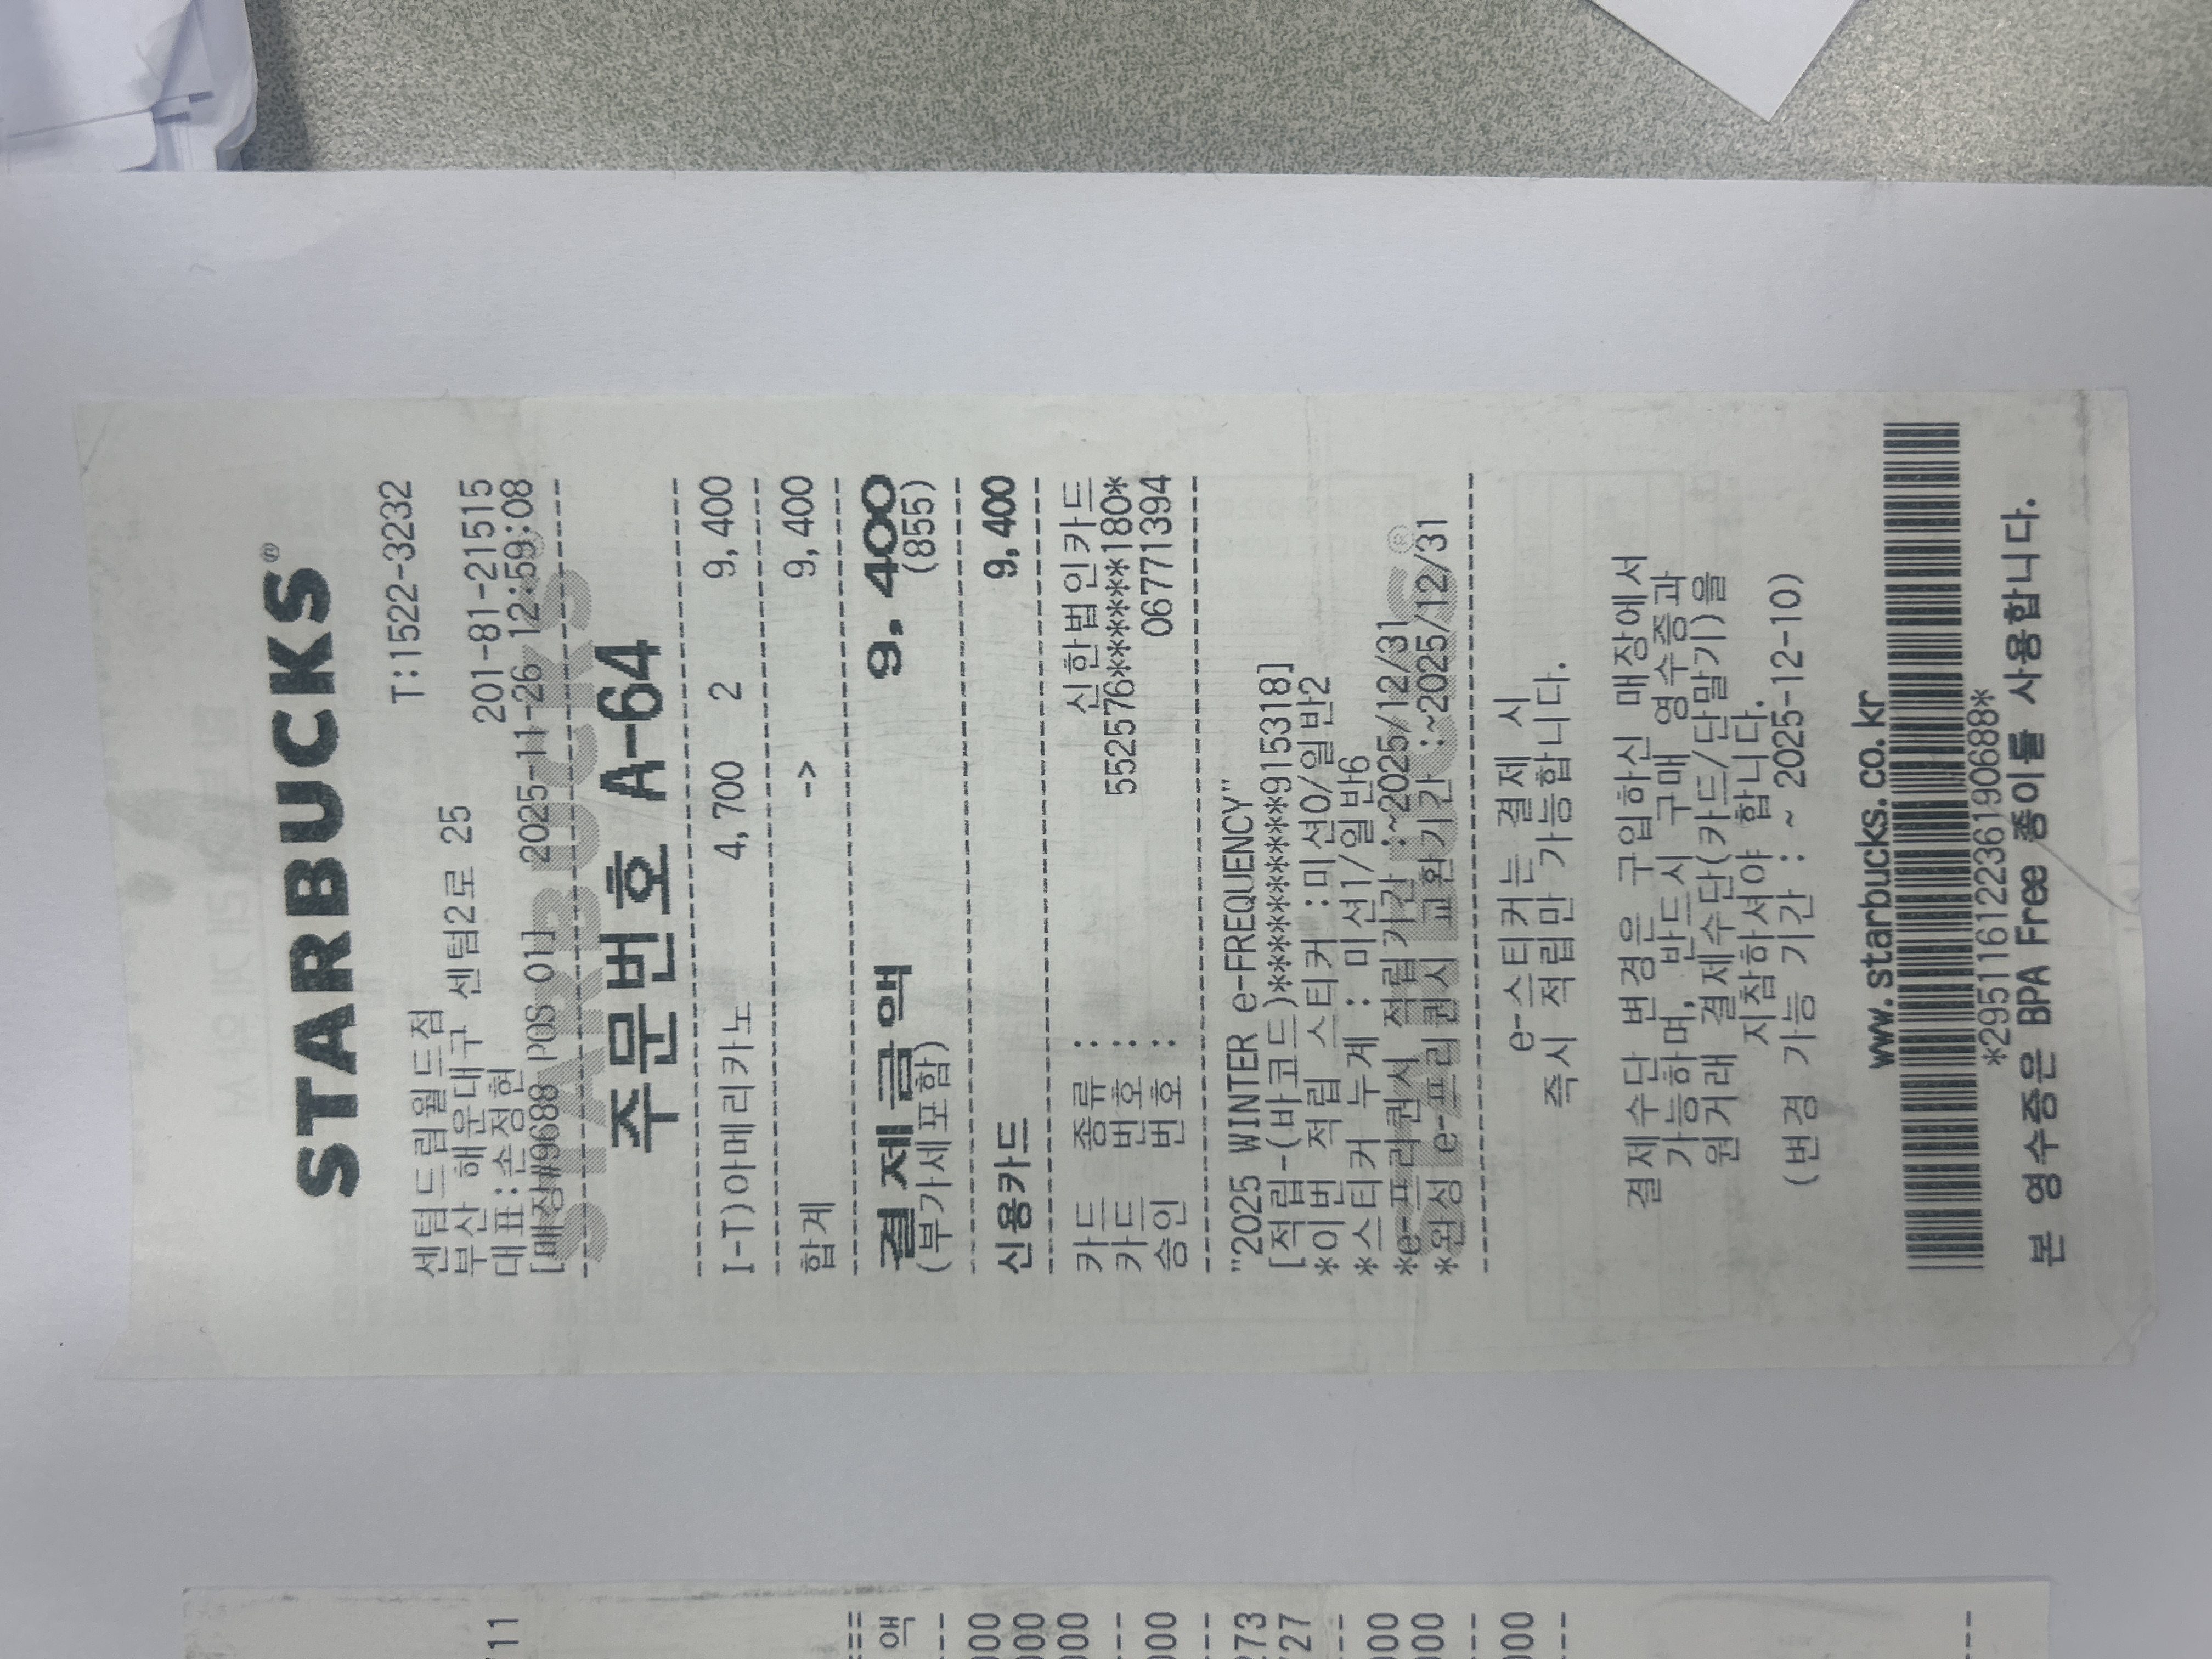 STARBUCKS®
센텀드림월드점 T:1522-3232
부산 해운대구 센텀2로 25
대표:손정현 201-81-21515
[매장#9688 POS 01] 2025-11-26 12:59:08
주문번호 A-64
I-T)아메리카노 4,700 2 9,400
합계 -> 9,400
결제금액 9,400
(부가세포함) (855)
신용카드 9,400
카드 종류 : 신한법인카드
카드 번호 : 552576******180*
승인 번호 : 06771394
"2025 WINTER e-FREQUENCY"
[적립-(바코드)***********915318]
*이번 적립 스티커 :미션0/일반2
*스티커 누계 : 미션1/일반6
*e-프리퀀시 적립기간 :~2025/12/31
*완성 e-프리퀀시 교환기간 :~2025/12/31
e-스티커는 결제 시
즉시 적립만 가능합니다.
결제수단 변경은 구입하신 매장에서
가능하며, 반드시 구매 영수증과
원거래 결제수단(카드/단말기)을
지참하셔야 합니다.
(변경 가능 기간 : ~ 2025-12-10)
www.starbucks.co.kr
*29511612236190688*
본 영수증은 BPA Free 종이를 사용합니다.
11
===
액
---
000
000
000
---
000
---
273
727
---
000
000
---
000
---
---